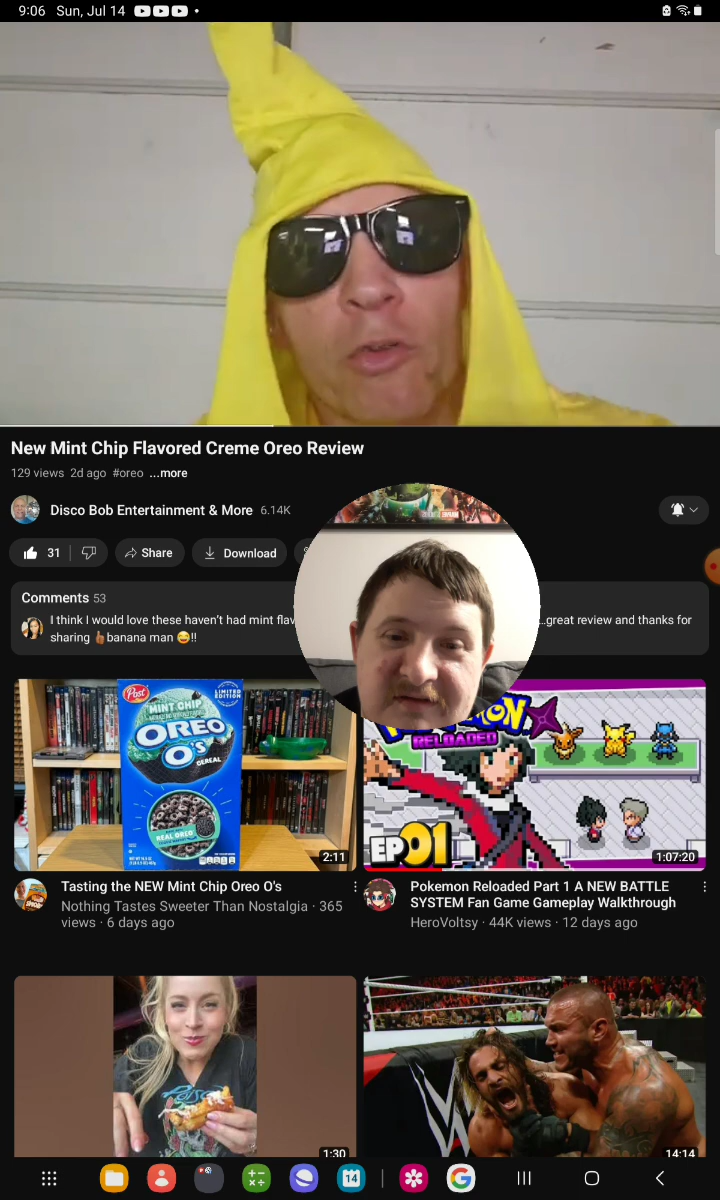 9:06 Sun, Jul 14
New Mint Chip Flavored Creme Oreo Review
129 views 2d ago #oreo ...more
Disco Bob Entertainment & More 6.14K
31
Share
Download
Comments 53
I think I would love these haven't had mint
...great review and thanks for
sharing 👍🏾banana man 😅!!
Post
LIMITED
EDITION
MINT CHIP
OREO
O'S
CEREAL
REAL OREO
2:11
RELOADED
EP01
1:07:20
Tasting the NEW Mint Chip Oreo O's
Nothing Tastes Sweeter Than Nostalgia · 365
views · 6 days ago
Pokemon Reloaded Part 1 A NEW BATTLE
SYSTEM Fan Game Gameplay Walkthrough
HeroVoltsy · 44K views · 12 days ago
Poison
1:30
14:14
14
G